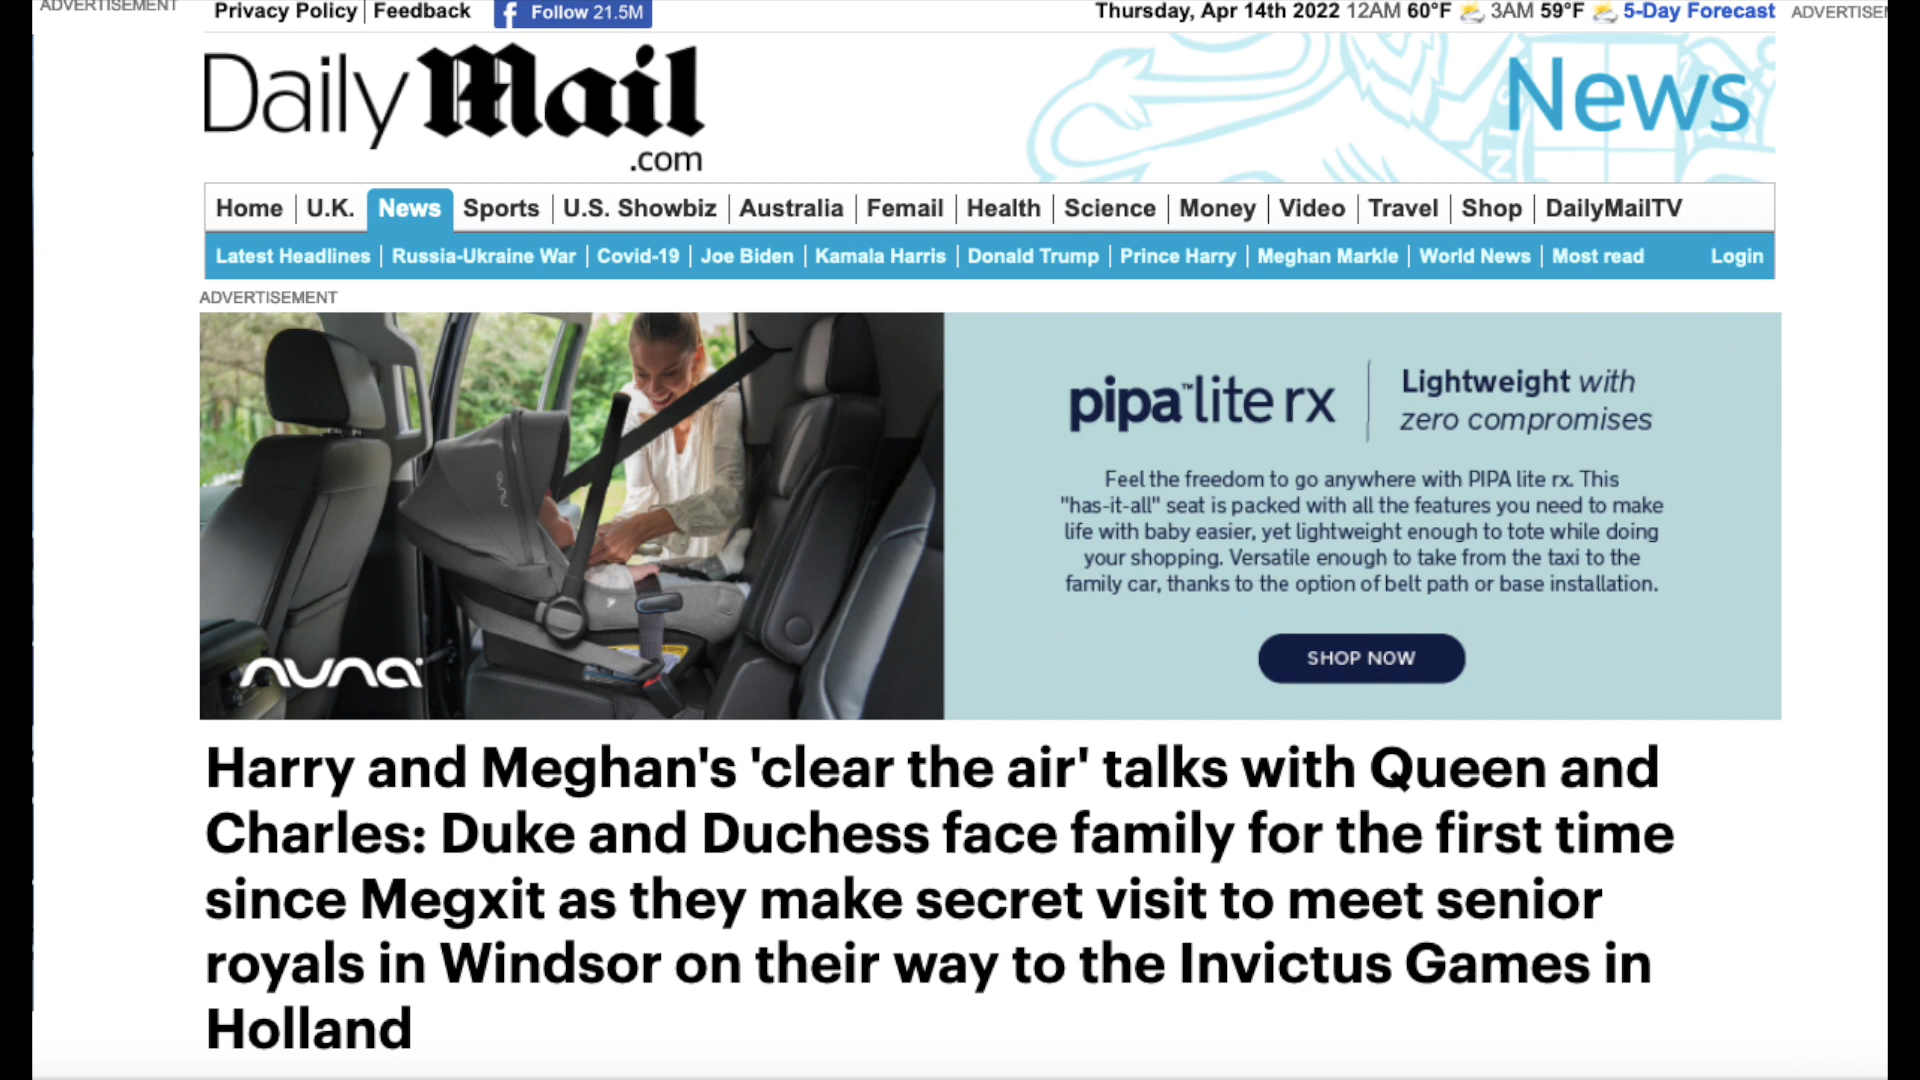 ADVERTISEMENT
Privacy Policy Feedback f Follow 21.5M Thursday, Apr 14th 2022 12AM 60°F 3AM 59°F 5-Day Forecast ADVERTISE
Daily Mail
.com
News
Home U.K. News Sports U.S. Showbiz Australia Femail Health Science Money Video Travel Shop DailyMailTV
Latest Headlines Russia-Ukraine War Covid-19 Joe Biden Kamala Harris Donald Trump Prince Harry Meghan Markle World News Most read Login
ADVERTISEMENT
nuna
nuna
pipa™ lite rx
Lightweight with
zero compromises
Feel the freedom to go anywhere with PIPA lite rx. This
"has-it-all" seat is packed with all the features you need to make
life with baby easier, yet lightweight enough to tote while doing
your shopping. Versatile enough to take from the taxi to the
family car, thanks to the option of belt path or base installation.
SHOP NOW
Harry and Meghan's 'clear the air' talks with Queen and
Charles: Duke and Duchess face family for the first time
since Megxit as they make secret visit to meet senior
royals in Windsor on their way to the Invictus Games in
Holland